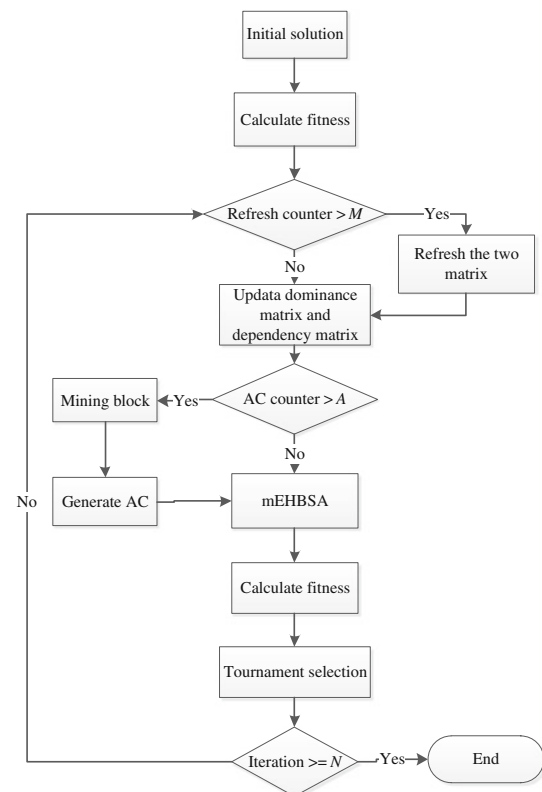 Initial solution
Calculate fitness
Refresh counter > M
Yes
Refresh the two
matrix
No
Updata dominance
matrix and
dependency matrix
AC counter > A
Yes
Mining block
No
Generate AC
mEHBSA
No
Calculate fitness
Tournament selection
Iteration >= N
Yes
End